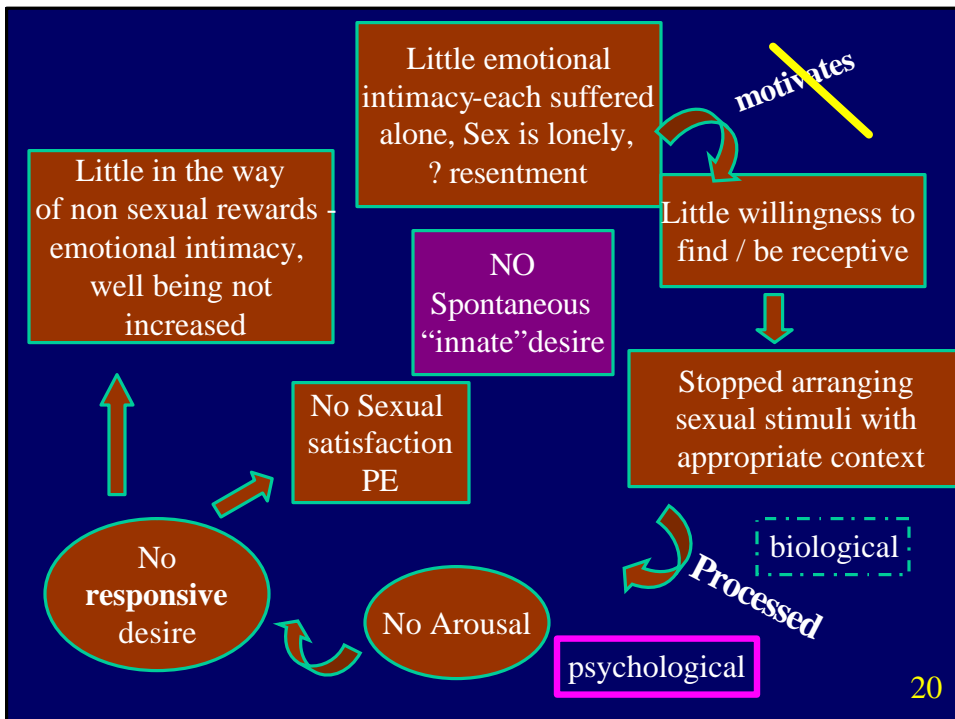 Little emotional
intimacy-each suffered
alone, Sex is lonely,
? resentment
motivates
Little willingness to
find / be receptive
Stopped arranging
sexual stimuli with
appropriate context
biological
Processed
psychological
No Arousal
No
responsive
desire
No Sexual
satisfaction
PE
Little in the way
of non sexual rewards -
emotional intimacy,
well being not
increased
NO
Spontaneous
“innate”desire
20